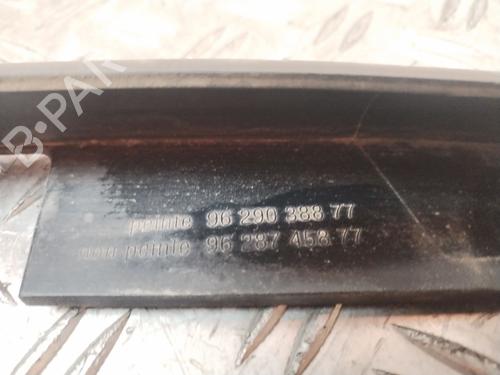 B-PAR
peinte 96 290 388 77
non peinte 96 287 458 77